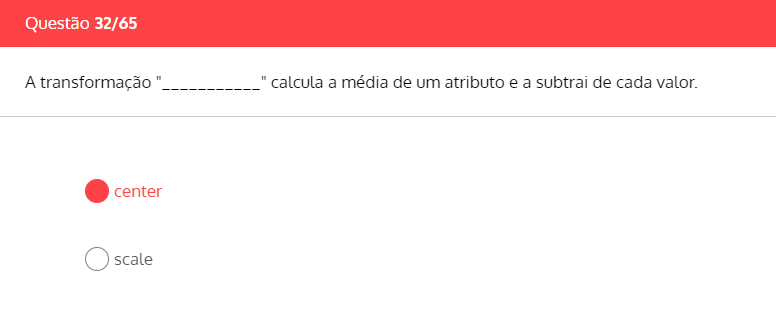 Questão 32/65
A transformação "___________" calcula a média de um atributo e a subtrai de cada valor.
center
scale